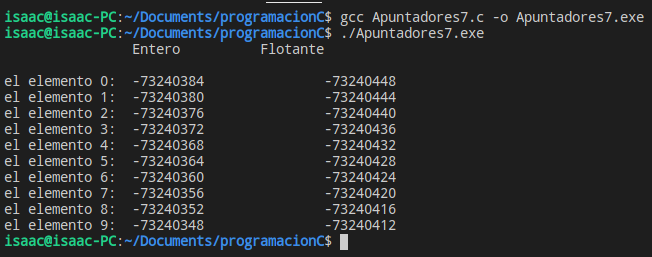 isaac@isaac-PC:~/Documents/programacionC$ gcc Apuntadores7.c -o Apuntadores7.exe
isaac@isaac-PC:~/Documents/programacionC$ ./Apuntadores7.exe
Entero Flotante
el elemento 0: -73240384 -73240448
el elemento 1: -73240380 -73240444
el elemento 2: -73240376 -73240440
el elemento 3: -73240372 -73240436
el elemento 4: -73240368 -73240432
el elemento 5: -73240364 -73240428
el elemento 6: -73240360 -73240424
el elemento 7: -73240356 -73240420
el elemento 8: -73240352 -73240416
el elemento 9: -73240348 -73240412
isaac@isaac-PC:~/Documents/programacionC$